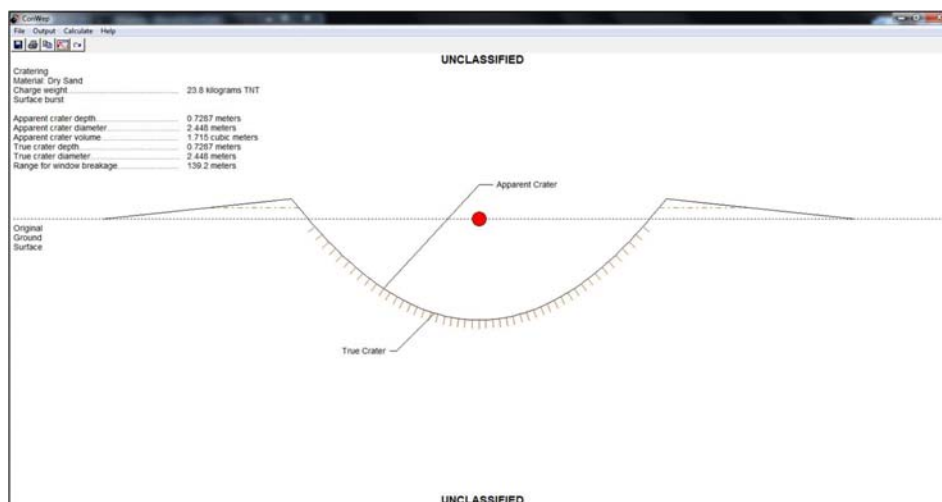 ConWep
File Output Calculate Help
UNCLASSIFIED
Cratering
Material: Dry Sand
Charge weight 23.8 kilograms TNT
Surface burst
Apparent crater depth 0.7267 meters
Apparent crater diameter 2.446 meters
Apparent crater volume 1.715 cubic meters
True crater depth 0.7267 meters
True crater diameter 2.446 meters
Range for window breakage 139.2 meters
Apparent Crater
Original
Ground
Surface
True Crater
UNCLASSIFIED